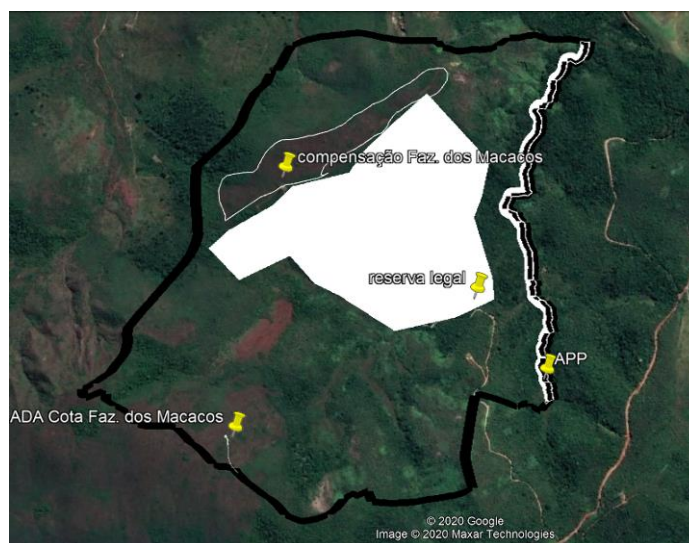 compensação Faz. dos Macacos
reserva legal
APP
ADA Cota Faz. dos Macacos
© 2020 Google
Image © 2020 Maxar Technologies